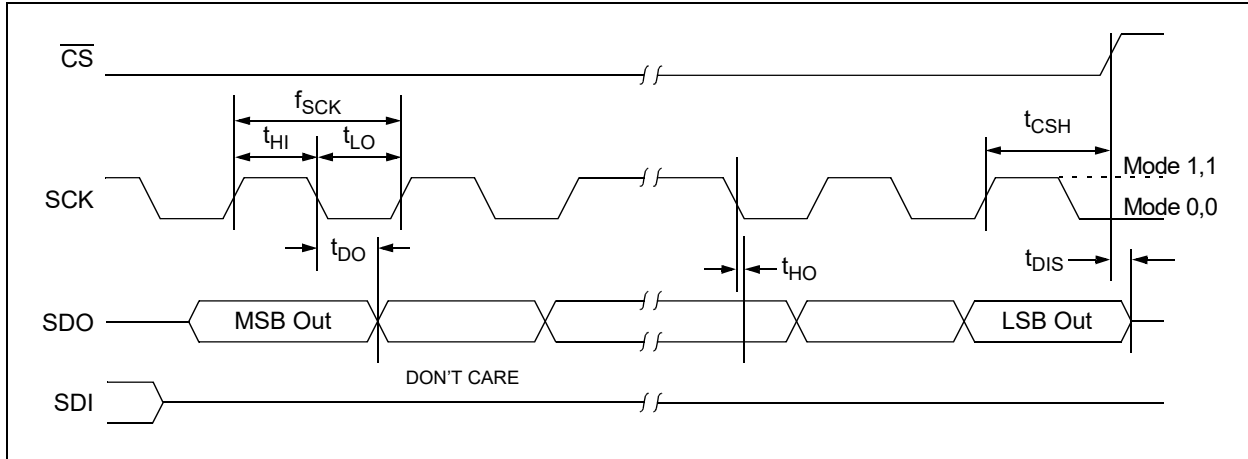 CS
fSCK
tHI
tLO
tCSH
SCK
Mode 1,1
Mode 0,0
tDO
tHO
tDIS
SDO
MSB Out
LSB Out
DON'T CARE
SDI